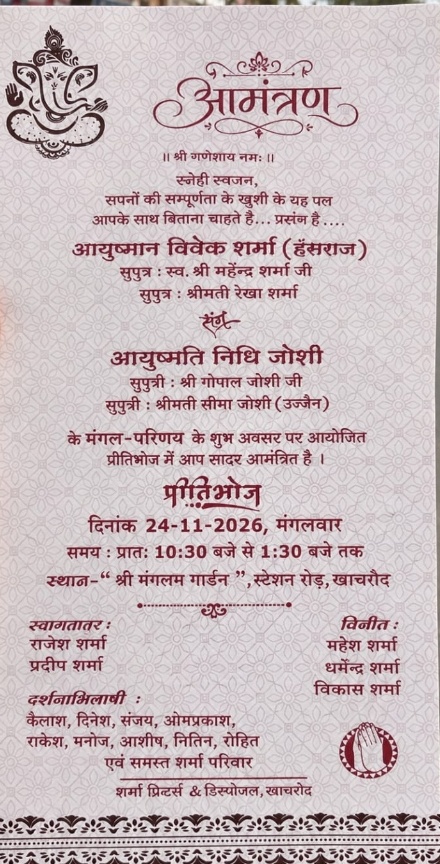 आमंत्रण
॥ श्री गणेशाय नमः ॥
स्नेही स्वजन,
सपनों की सम्पूर्णता के खुशी के यह पल
आपके साथ बिताना चाहते है... प्रसंग है ....
आयुष्मान विवेक शर्मा (हँसराज)
सुपुत्र : स्व. श्री महेंन्द्र शर्मा जी
सुपुत्र : श्रीमती रेखा शर्मा
संग
आयुष्मति निधि जोशी
सुपुत्री : श्री गोपाल जोशी जी
सुपुत्री : श्रीमती सीमा जोशी (उज्जैन)
के मंगल-परिणय के शुभ अवसर पर आयोजित
प्रीतिभोज में आप सादर आमंत्रित है ।
प्रीतिभोज
दिनांक 24-11-2026, मंगलवार
समय : प्रातः 10:30 बजे से 1:30 बजे तक
स्थान-“ श्री मंगलम गार्डन ”,स्टेशन रोड़,खाचरौद
स्वागतातर :
राजेश शर्मा
प्रदीप शर्मा
विनीत :
महेश शर्मा
धर्मेन्द्र शर्मा
विकास शर्मा
दर्शनाभिलाषी :
कैलाश, दिनेश, संजय, ओमप्रकाश,
राकेश, मनोज, आशीष, नितिन, रोहित
एवं समस्त शर्मा परिवार
शर्मा प्रिन्टर्स & डिस्पोजल,खाचरोद